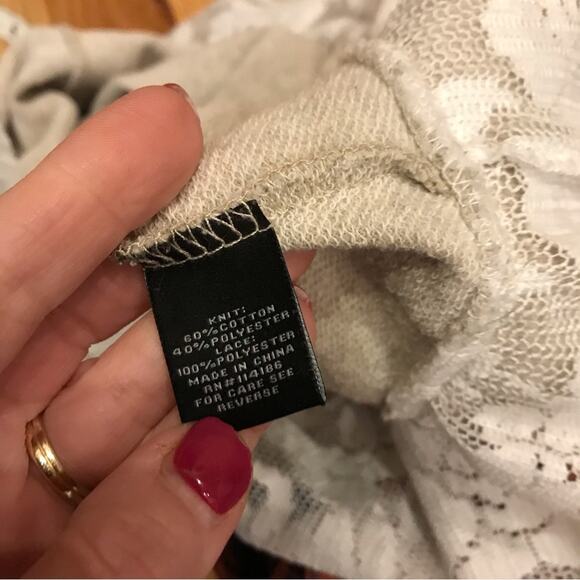 KNIT:
60%COTTON
40%POLYESTER
LACE:
100%POLYESTER
MADE IN CHINA
RN#114186
FOR CARE SEE
REVERSE